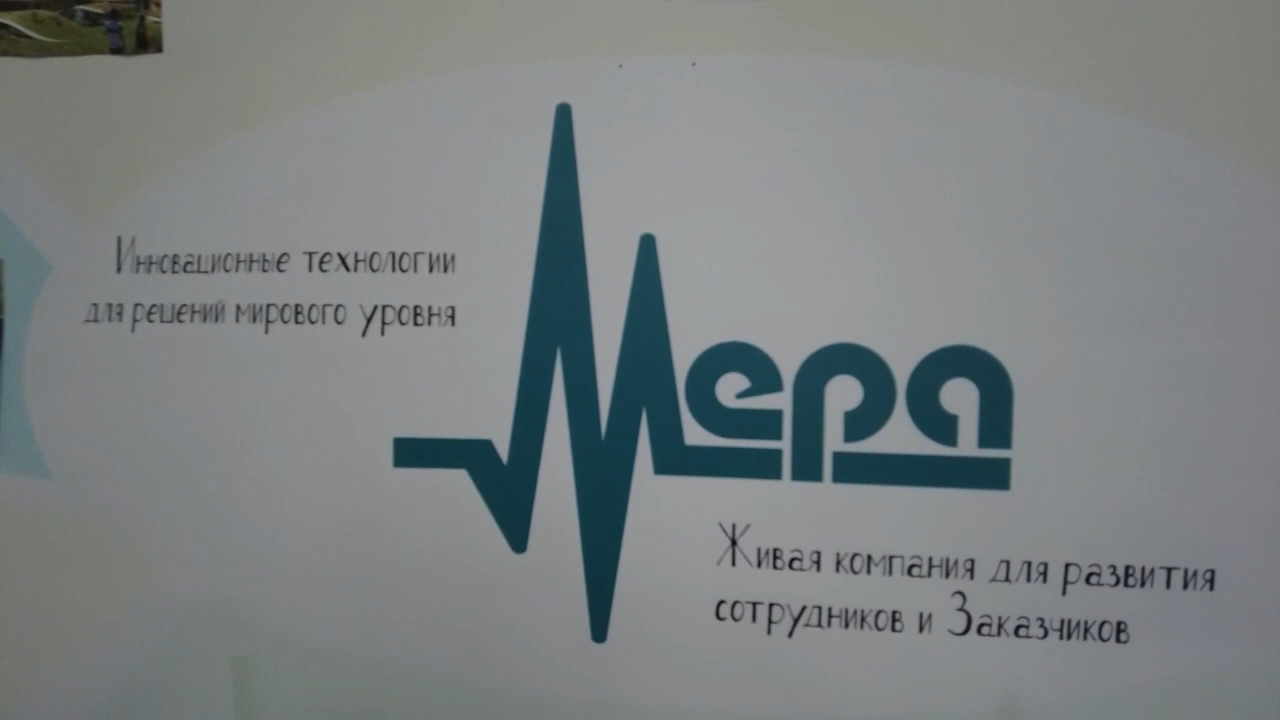 Инновационные технологии
для решений мирового уровня
Мера
Живая компания для развития
сотрудников и Заказчиков